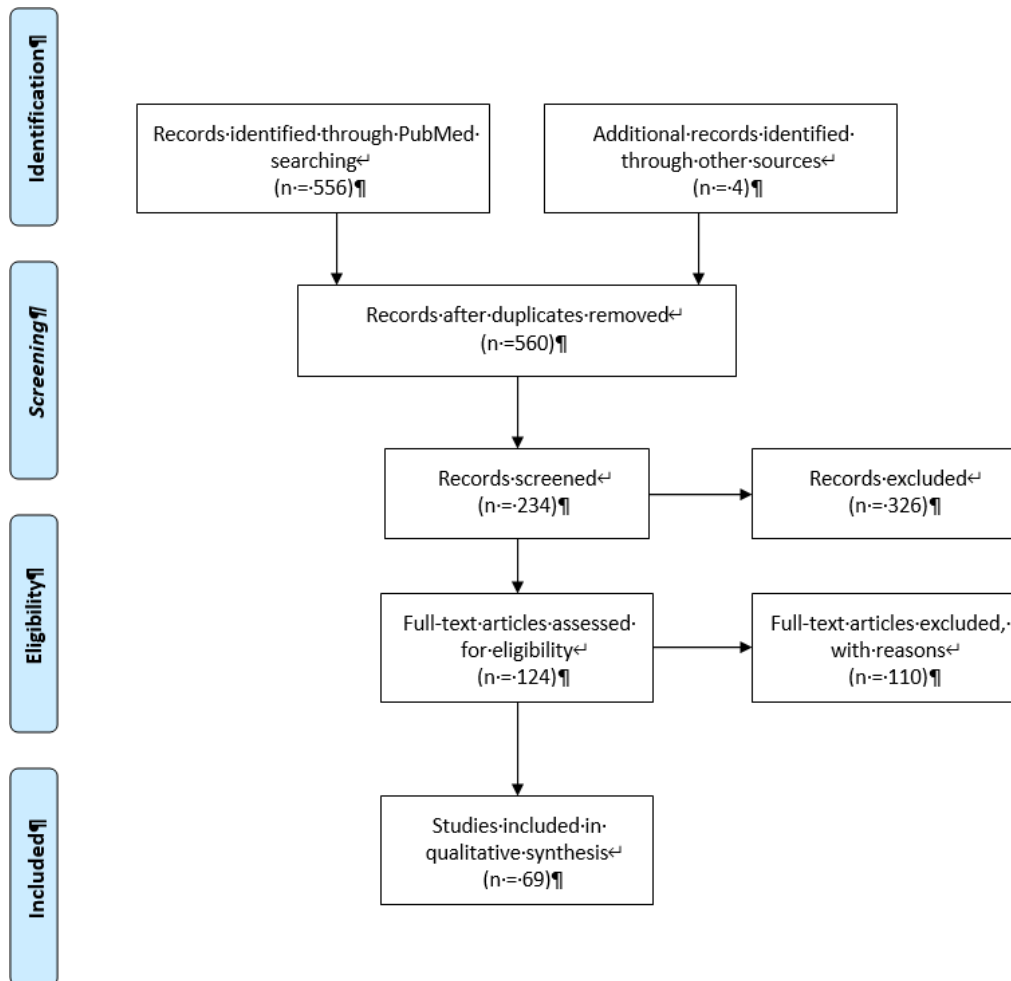 Identification¶
Records·identified·through·PubMed·
searching↵
(n·=·556)¶
Additional·records·identified·
through·other·sources↵
(n·=·4)¶
Screening¶
Records·after·duplicates·removed↵
(n·=560)¶
Records·screened↵
(n·=·234)¶
Records·excluded↵
(n·=·326)¶
Eligibility¶
Full-text·articles·assessed·
for·eligibility↵
(n·=·124)¶
Full-text·articles·excluded,·
with·reasons↵
(n·=·110)¶
Included¶
Studies·included·in·
qualitative·synthesis↵
(n·=·69)¶